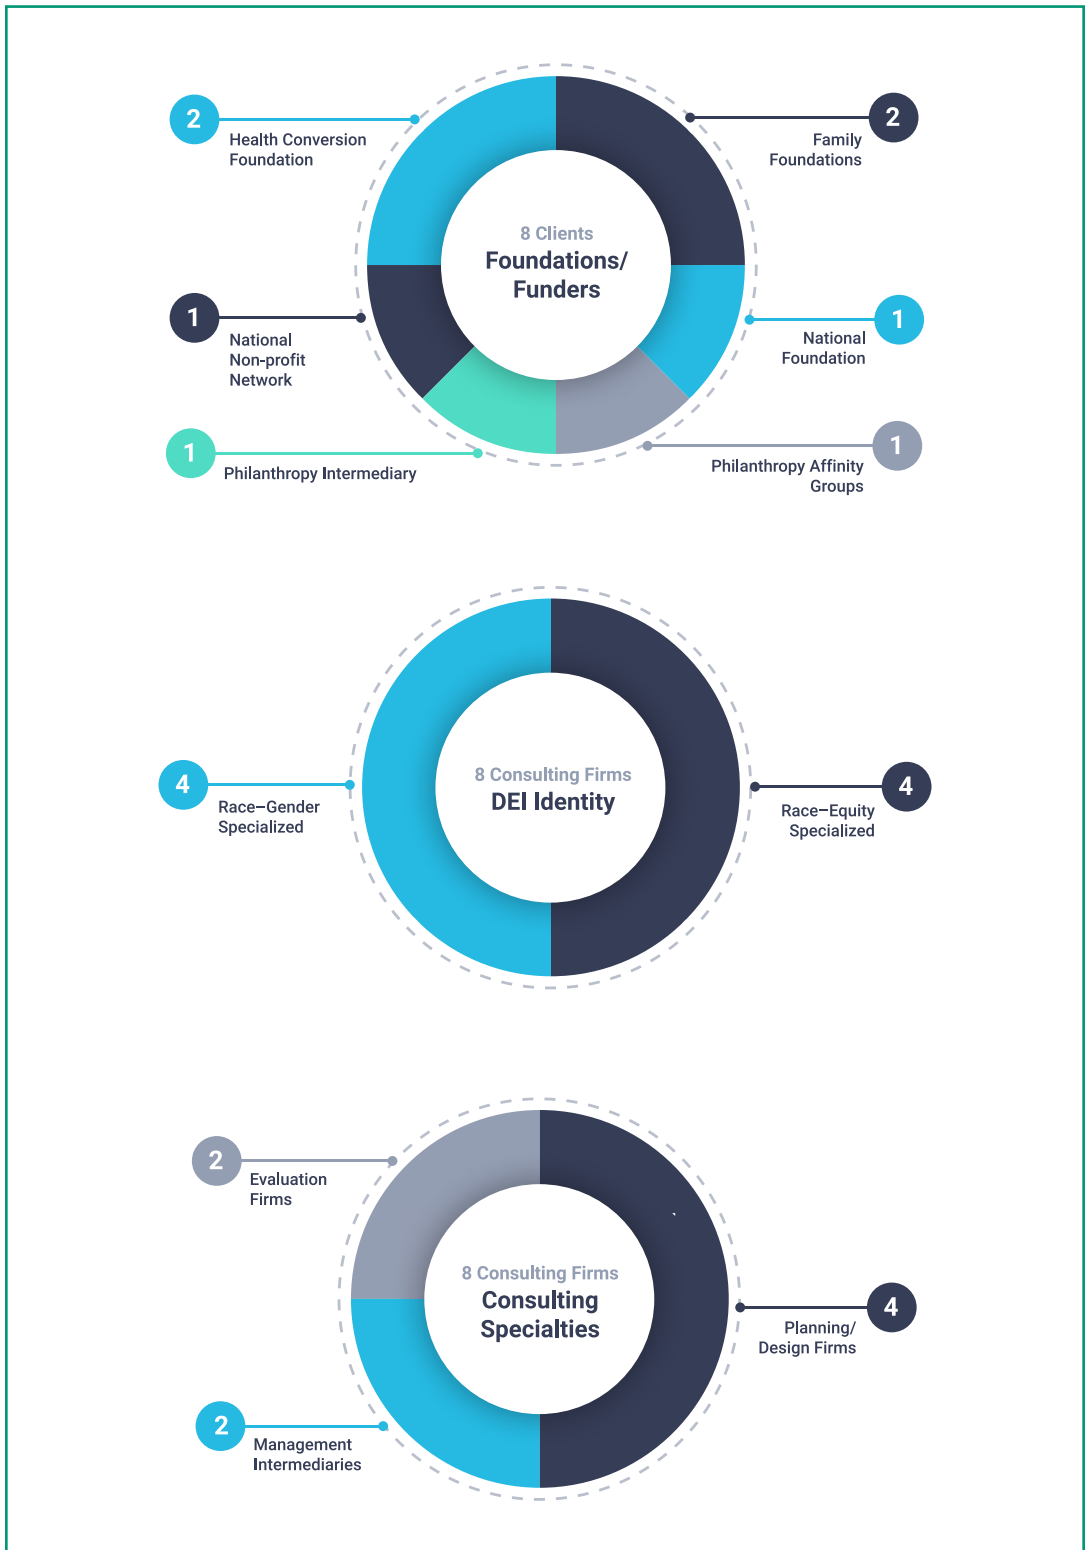 2
Health Conversion
Foundation
2
Family
Foundations
8 Clients
Foundations/
Funders
1
National
Non-profit
Network
1
National
Foundation
1
Philanthropy Intermediary
1
Philanthropy Affinity
Groups
8 Consulting Firms
DEI Identity
4
Race–Gender
Specialized
4
Race–Equity
Specialized
2
Evaluation
Firms
8 Consulting Firms
Consulting
Specialties
4
Planning/
Design Firms
2
Management
Intermediaries